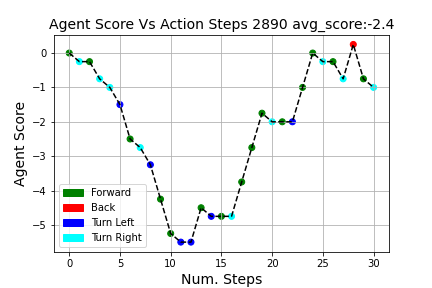 Agent Score Vs Action Steps 2890 avg_score:-2.4
Agent Score
0
−1
−2
−3
−4
−5
Forward
Back
Turn Left
Turn Right
0 5 10 15 20 25 30
Num. Steps